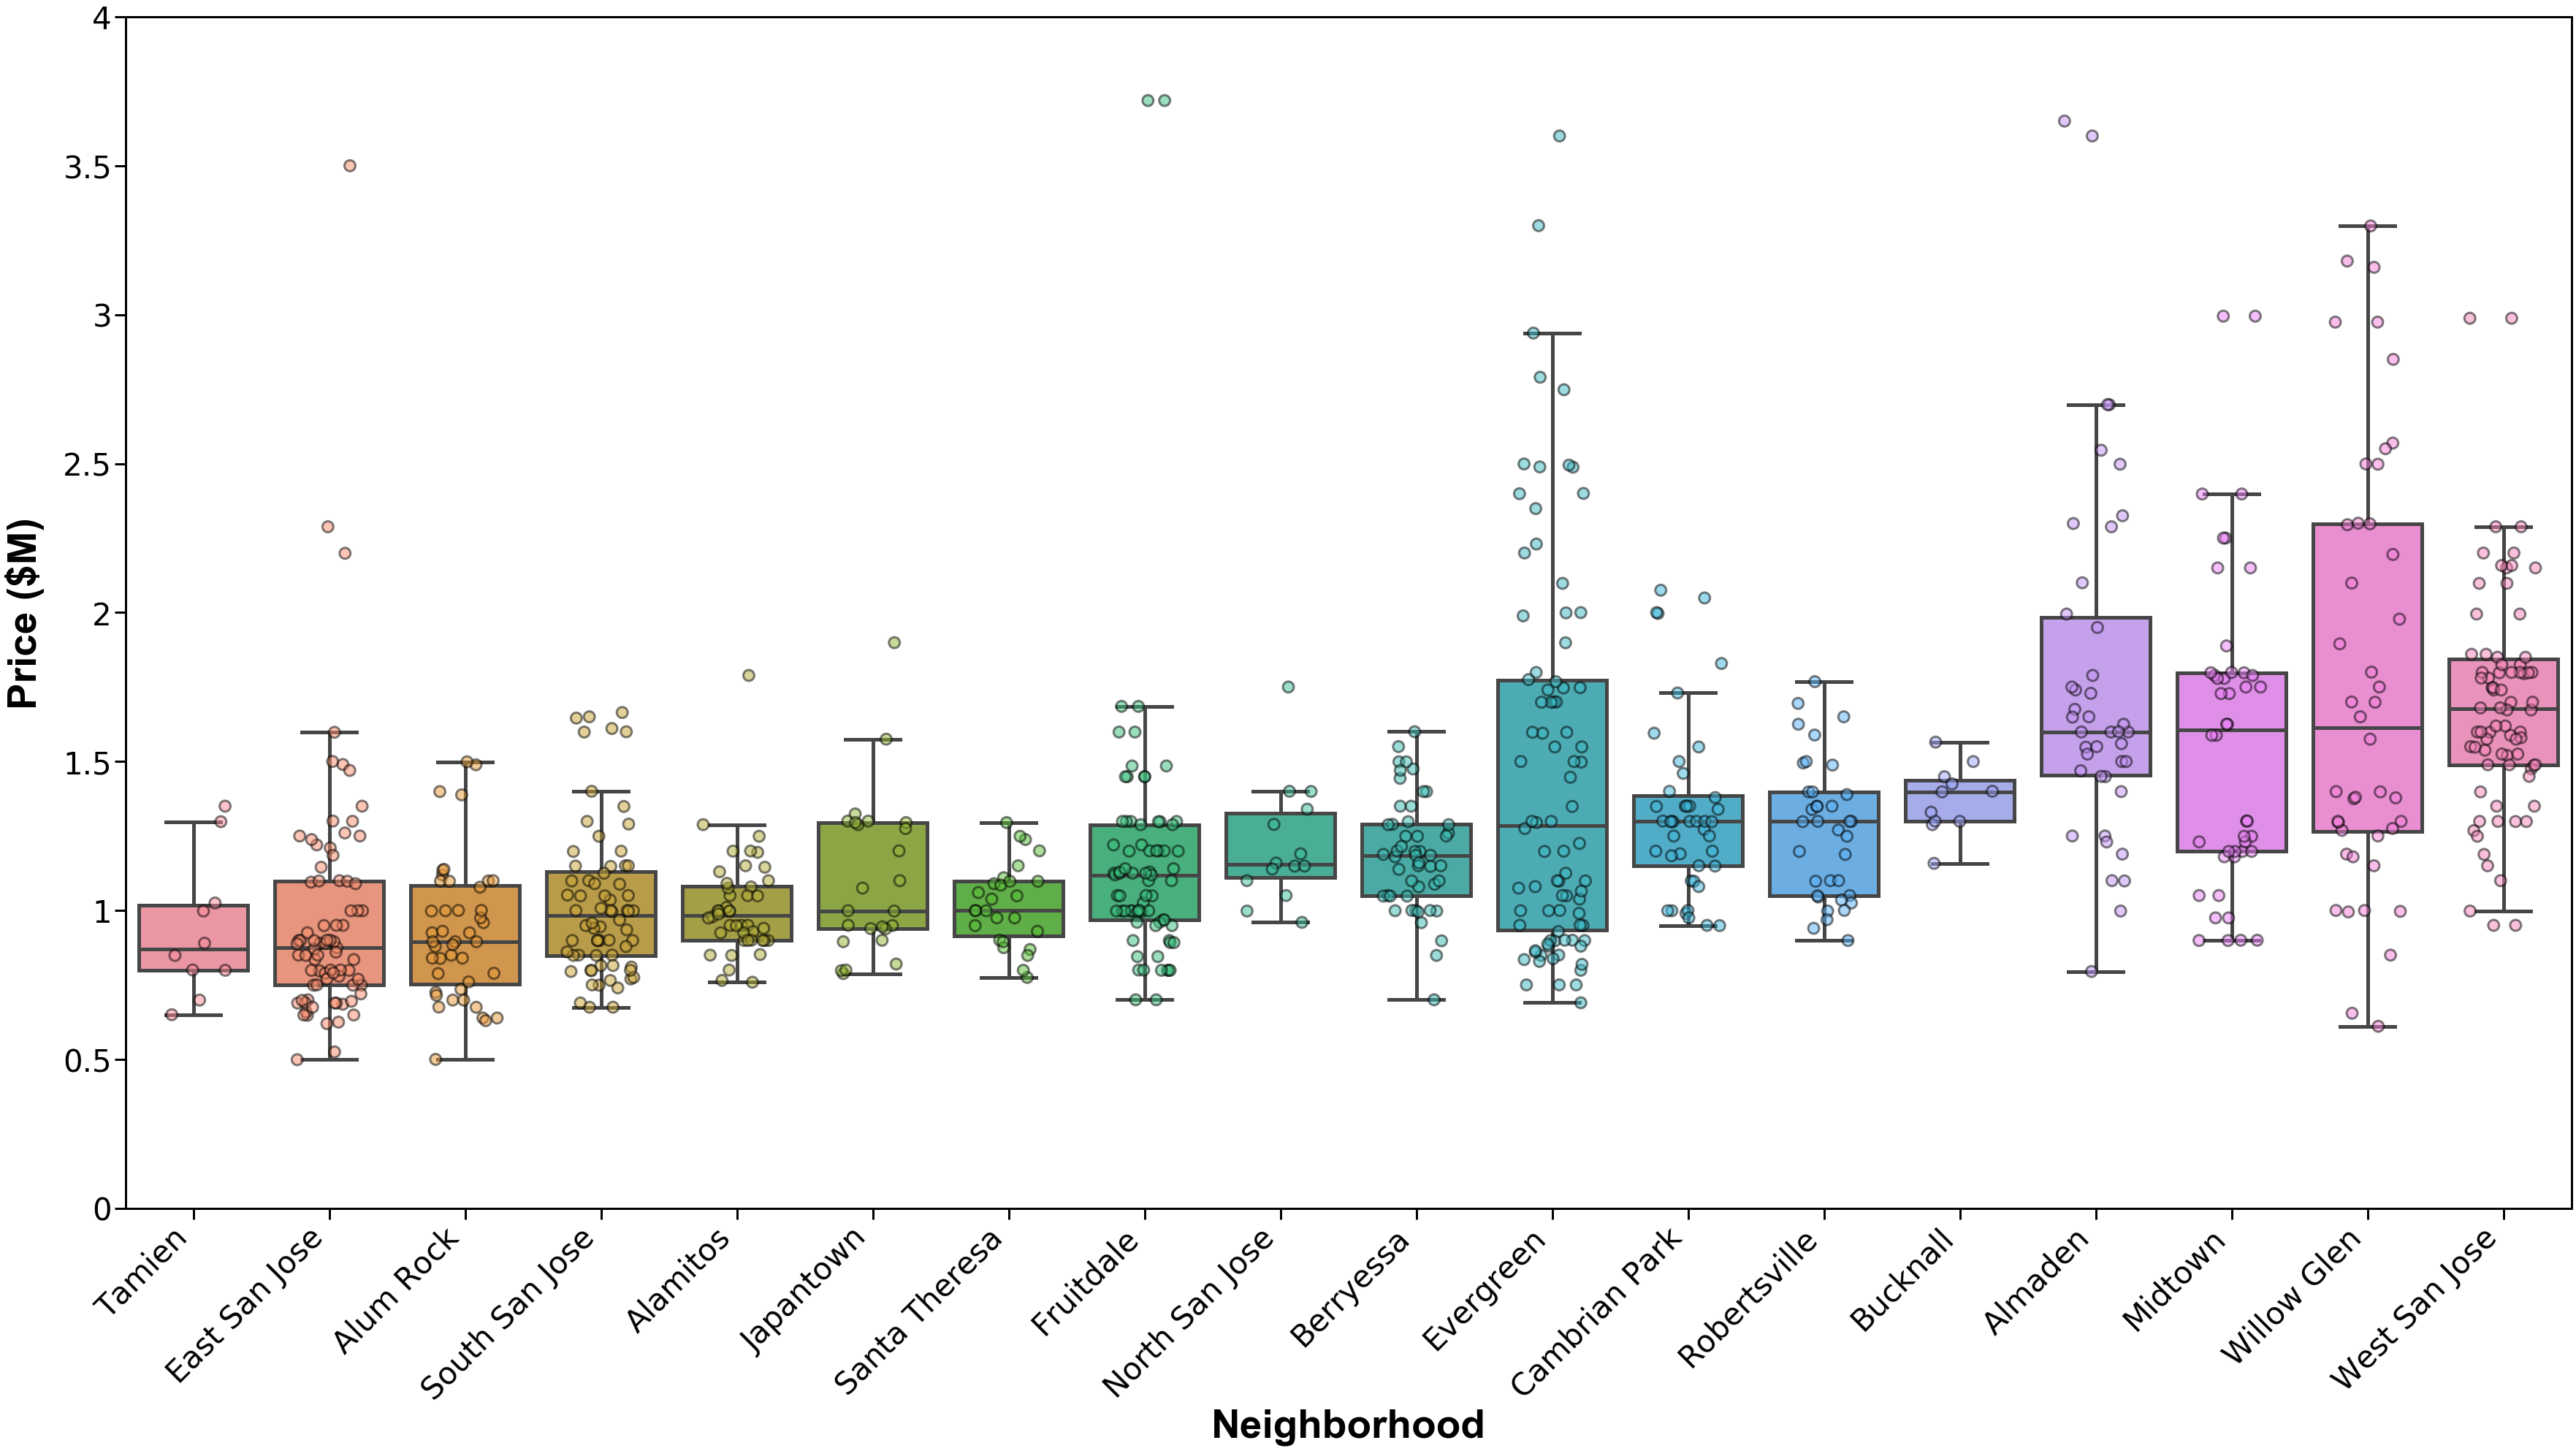 Price ($M)
4
3.5
3
2.5
2
1.5
1
0.5
0
Tamien
East San Jose
Alum Rock
South San Jose
Alamitos
Japantown
Santa Theresa
Fruitdale
North San Jose
Berryessa
Evergreen
Cambrian Park
Robertsville
Bucknall
Almaden
Midtown
Willow Glen
West San Jose
Neighborhood